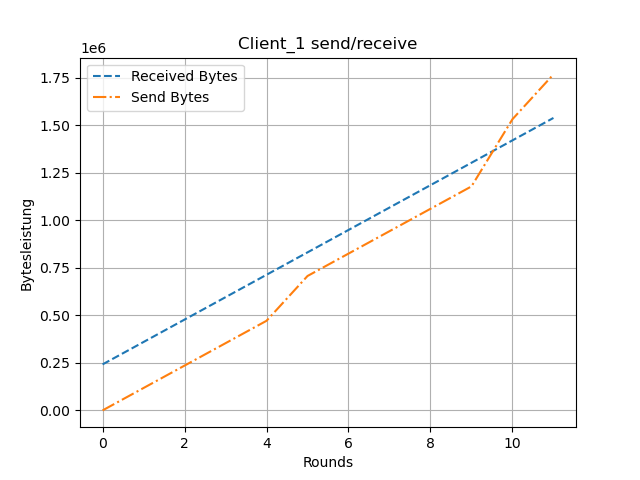 Client_1 send/receive
1e6
Received Bytes
Send Bytes
1.75
1.50
1.25
1.00
0.75
0.50
0.25
0.00
Bytesleistung
0 2 4 6 8 10
Rounds